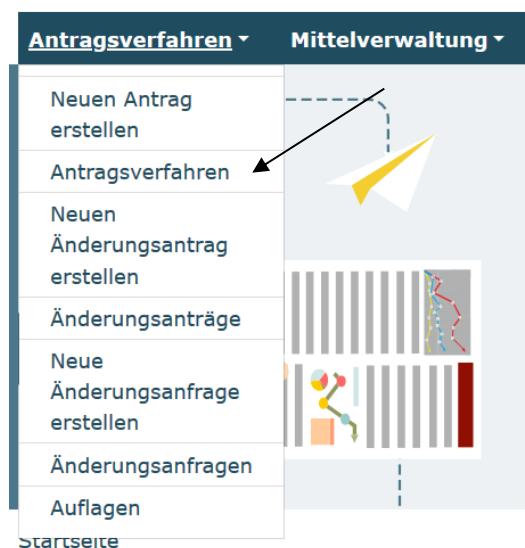 Antragsverfahren Mittelverwaltung
Neuen Antrag
erstellen
Antragsverfahren
Neuen
Änderungsantrag
erstellen
Änderungsanträge
Neue
Änderungsanfrage
erstellen
Änderungsanfragen
Auflagen
Startseite